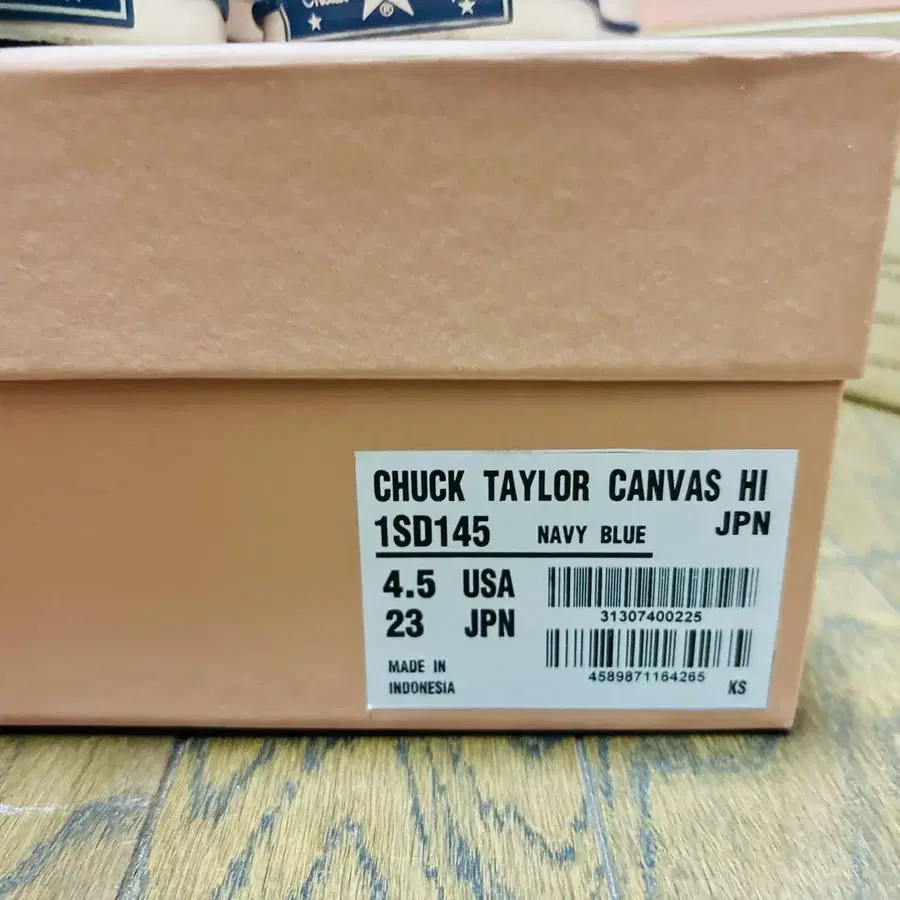 ®
CHUCK TAYLOR CANVAS HI
1SD145 NAVY BLUE JPN
4.5 USA
23 JPN
31307400225
4589871164265
MADE IN
INDONESIA
KS